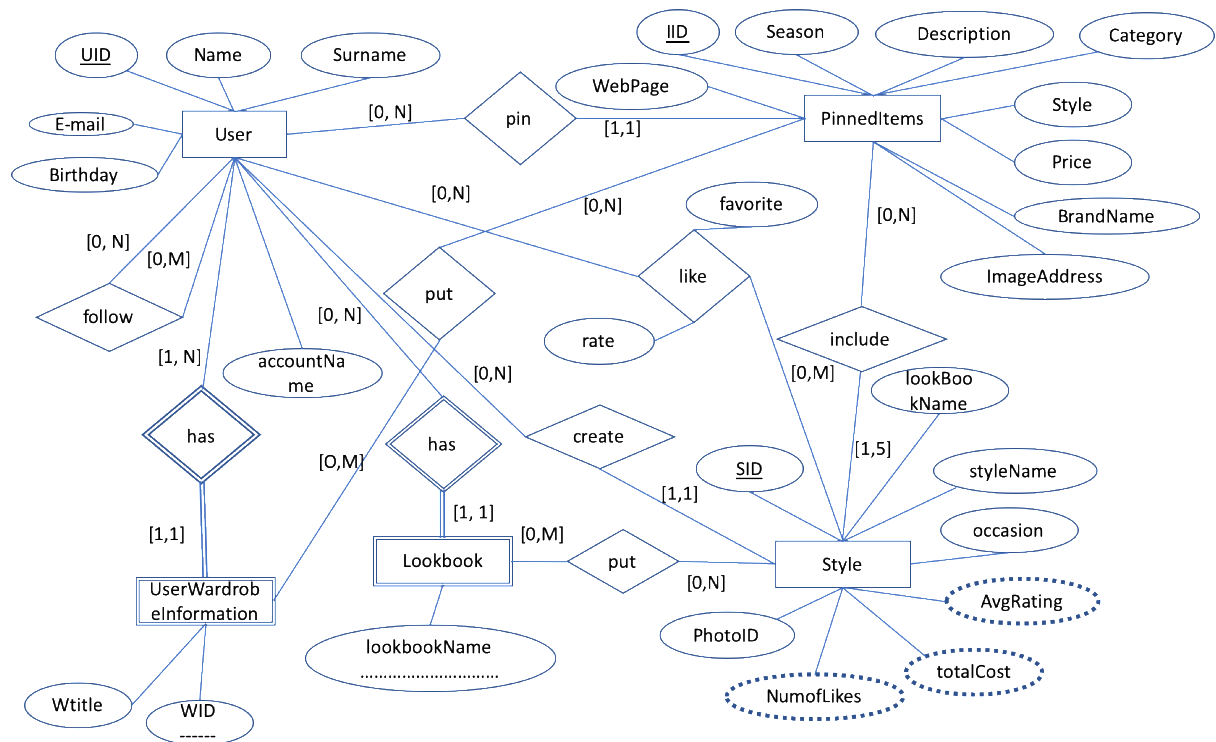 UID
Name
Surname
IID
Season
Description
Category
WebPage
E-mail
User
[0, N]
pin
[1,1]
PinnedItems
Style
Birthday
Price
[0,N]
[0,N]
favorite
[0,N]
BrandName
[0, N]
[0,M]
follow
put
like
ImageAddress
[0, N]
rate
include
[1, N]
accountNa
me
[0,N]
[0,M]
lookBoo
kName
has
has
create
[O,M]
[1,5]
SID
styleName
[1,1]
[1,1]
[1, 1]
[0,M]
occasion
Lookbook
put
[0,N]
Style
UserWardrob
eInformation
AvgRating
PhotoID
lookbookName
totalCost
NumofLikes
Wtitle
WID